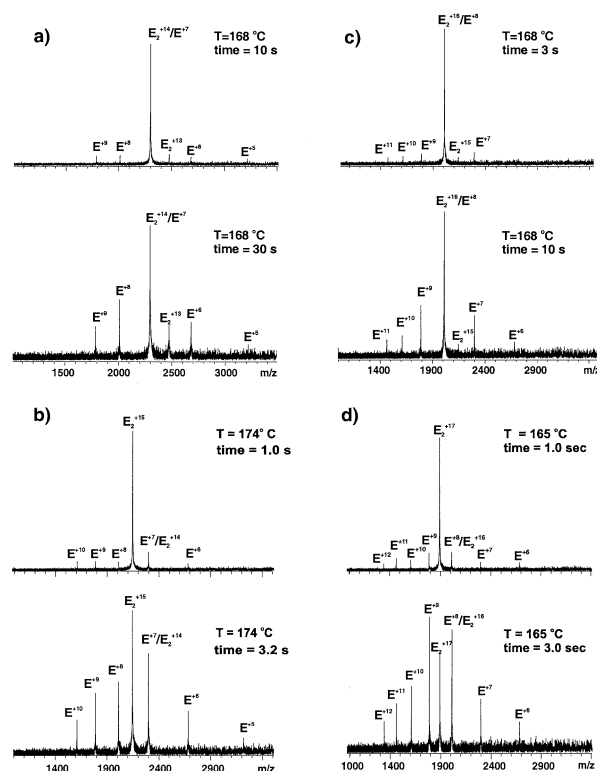 a)
E₂⁺¹⁴/E⁺⁷
T=168 °C
time = 10 s
E⁺⁹ E⁺⁸ E₂⁺¹³ E⁺⁶ E⁺⁵
E₂⁺¹⁴/E⁺⁷
T=168 °C
time = 30 s
E⁺⁹ E⁺⁸ E₂⁺¹³ E⁺⁶ E⁺⁵
1500 2000 2500 3000 m/z
c)
E₂⁺¹⁶/E⁺⁸
T=168 °C
time = 3 s
E⁺¹¹ E⁺¹⁰ E⁺⁹ E₂⁺¹⁵ E⁺⁷
E₂⁺¹⁶/E⁺⁸
T=168 °C
time = 10 s
E⁺¹¹ E⁺¹⁰ E⁺⁹ E₂⁺¹⁵ E⁺⁷ E⁺⁶
1400 1900 2400 2900 m/z
b)
E₂⁺¹⁵
T = 174° C
time = 1.0 s
E⁺¹⁰ E⁺⁹ E⁺⁸ E⁺⁷/E₂⁺¹⁴ E⁺⁶
E₂⁺¹⁵
T = 174 °C
time = 3.2 s
E⁺¹⁰ E⁺⁹ E⁺⁸ E⁺⁷/E₂⁺¹⁴ E⁺⁶ E⁺⁵
1400 1900 2400 2900 m/z
d)
E₂⁺¹⁷
T = 165 °C
time = 1.0 sec
E⁺¹² E⁺¹¹ E⁺¹⁰ E⁺⁹ E⁺⁸/E₂⁺¹⁶ E⁺⁷ E⁺⁶
T = 165 °C
time = 3.0 sec
E⁺¹² E⁺¹¹ E⁺¹⁰ E⁺⁹ E₂⁺¹⁷ E⁺⁸/E₂⁺¹⁶ E⁺⁷ E⁺⁶
1000 1400 1900 2400 2900 m/z